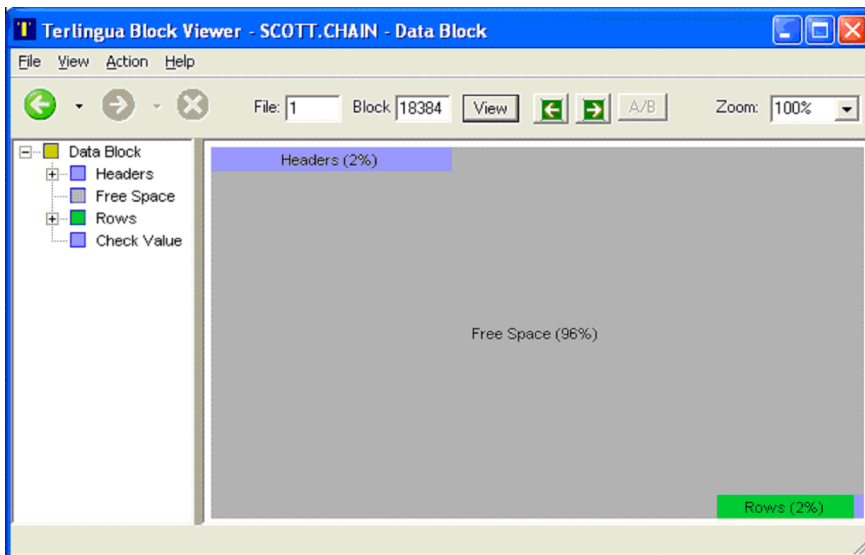 Terlingua Block Viewer - SCOTT.CHAIN - Data Block
File View Action Help
File: 1 Block 18384 View A/B Zoom: 100%
Data Block
Headers
Free Space
Rows
Check Value
Headers (2%)
Free Space (96%)
Rows (2%)